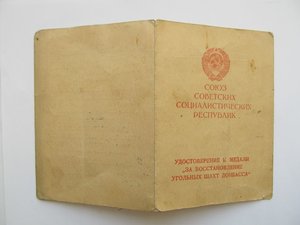 СОЮЗ
СОВЕТСКИХ
СОЦИАЛИСТИЧЕСКИХ
РЕСПУБЛИК
УДОСТОВЕРЕНИЕ К МЕДАЛИ
„ЗА ВОССТАНОВЛЕНИЕ
УГОЛЬНЫХ ШАХТ ДОНБАССА“